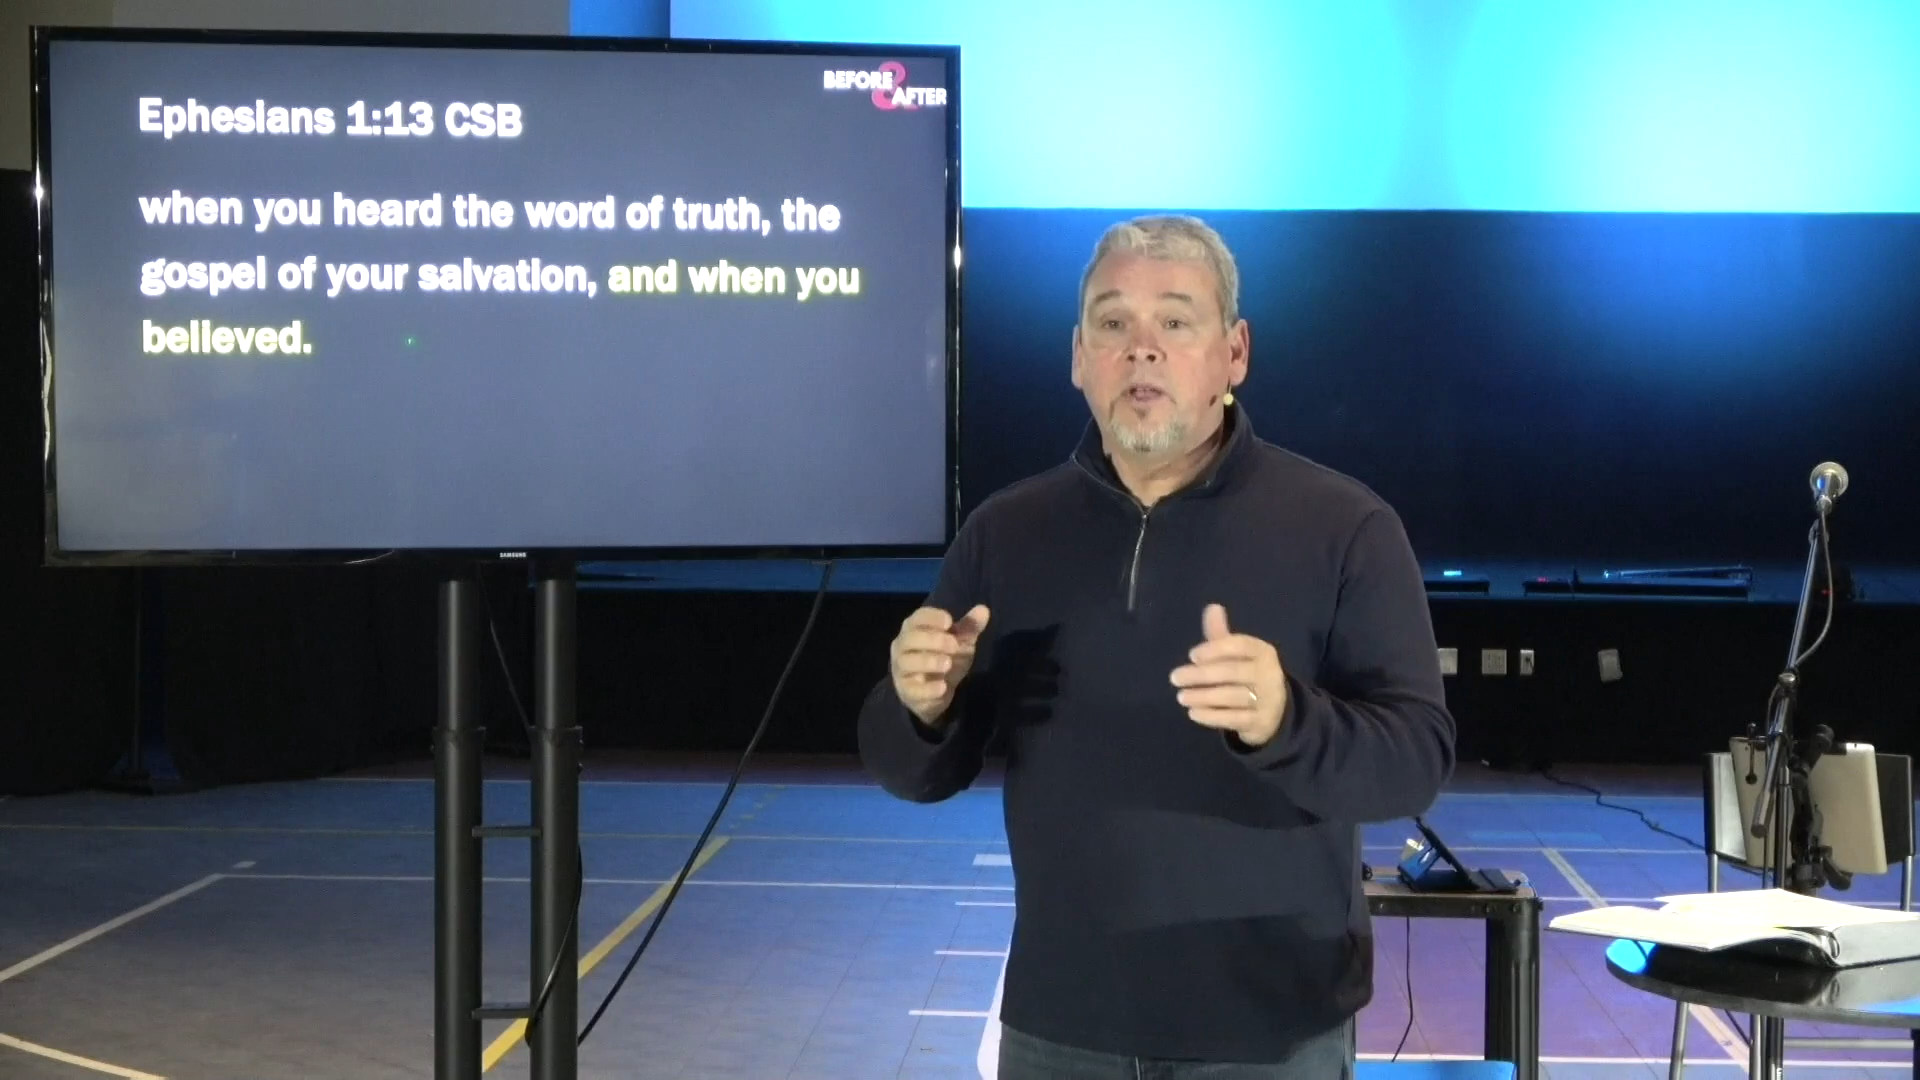 BEFORE
&
AFTER
Ephesians 1:13 CSB
when you heard the word of truth, the
gospel of your salvation, and when you
believed.
SAMSUNG